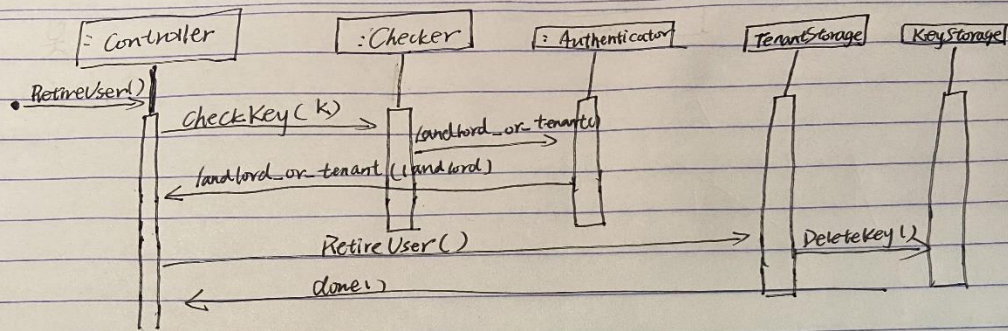 : Controller
:Checker
: Authenticator
TenantStorage
KeyStorage
RetireUser()
checkKey(k)
landlord_or_tenant()
landlord_or_tenant (landlord)
RetireUser()
DeleteKey()
done()